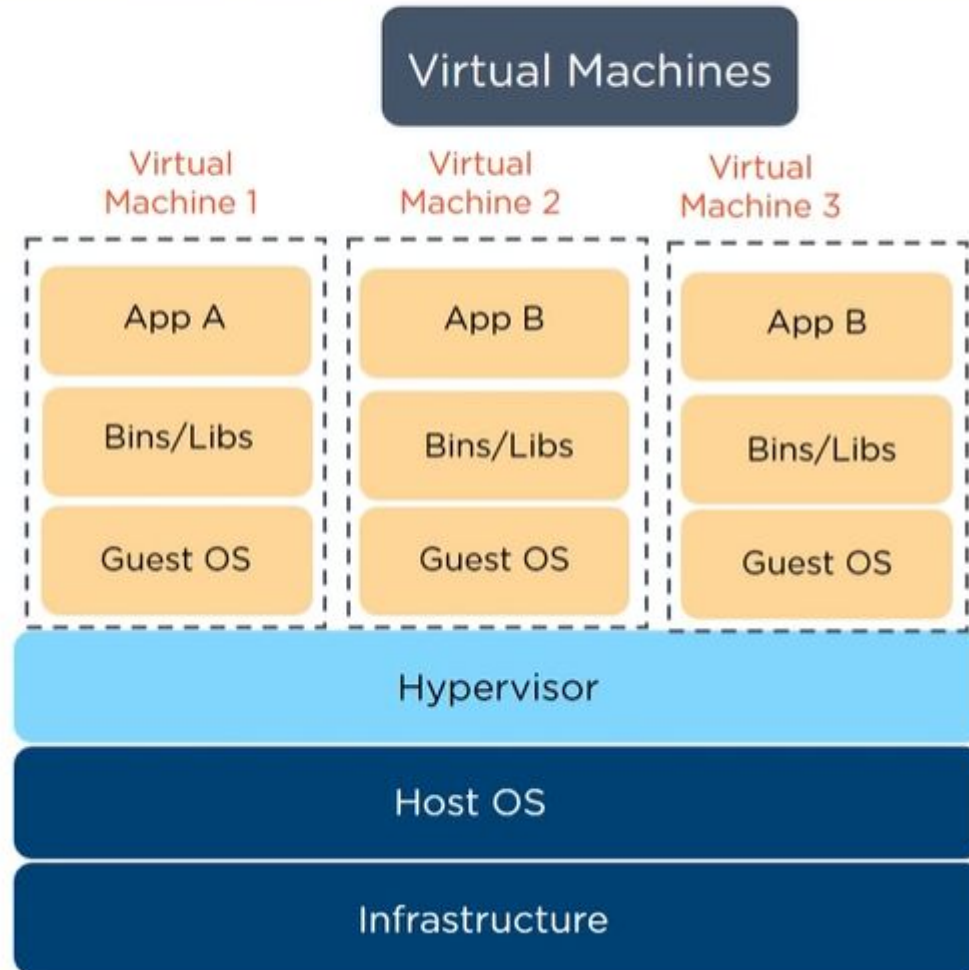 Virtual Machines
Virtual
Machine 1
Virtual
Machine 2
Virtual
Machine 3
App A
App B
App B
Bins/Libs
Bins/Libs
Bins/Libs
Guest OS
Guest OS
Guest OS
Hypervisor
Host OS
Infrastructure